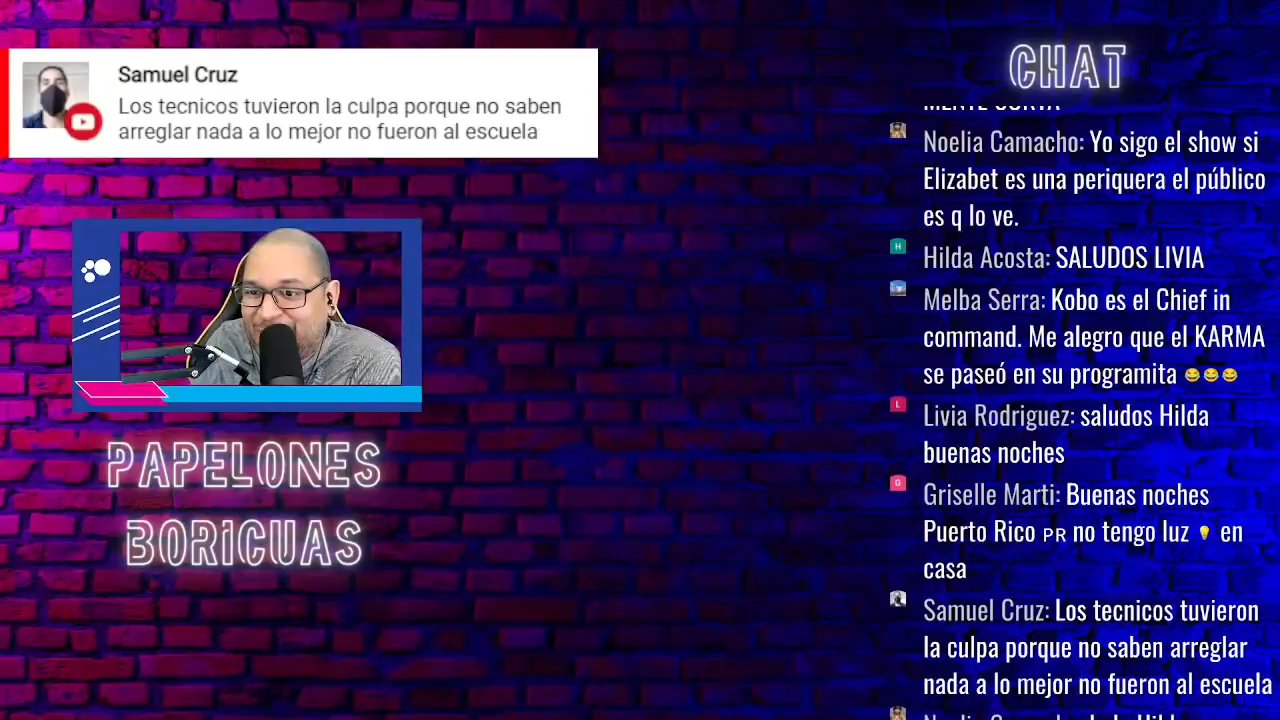 Samuel Cruz
Los tecnicos tuvieron la culpa porque no saben
arreglar nada a lo mejor no fueron al escuela
PAPELONES
BORICUAS
CHAT
Noelia Camacho: Yo sigo el show si
Elizabet es una periquera el público
es q lo ve.
H
Hilda Acosta: SALUDOS LIVIA
Melba Serra: Kobo es el Chief in
command. Me alegro que el KARMA
se paseó en su programita 😂😂😂
L
Livia Rodriguez: saludos Hilda
buenas noches
G
Griselle Marti: Buenas noches
Puerto Rico PR no tengo luz 💡 en
casa
Samuel Cruz: Los tecnicos tuvieron
la culpa porque no saben arreglar
nada a lo mejor no fueron al escuela